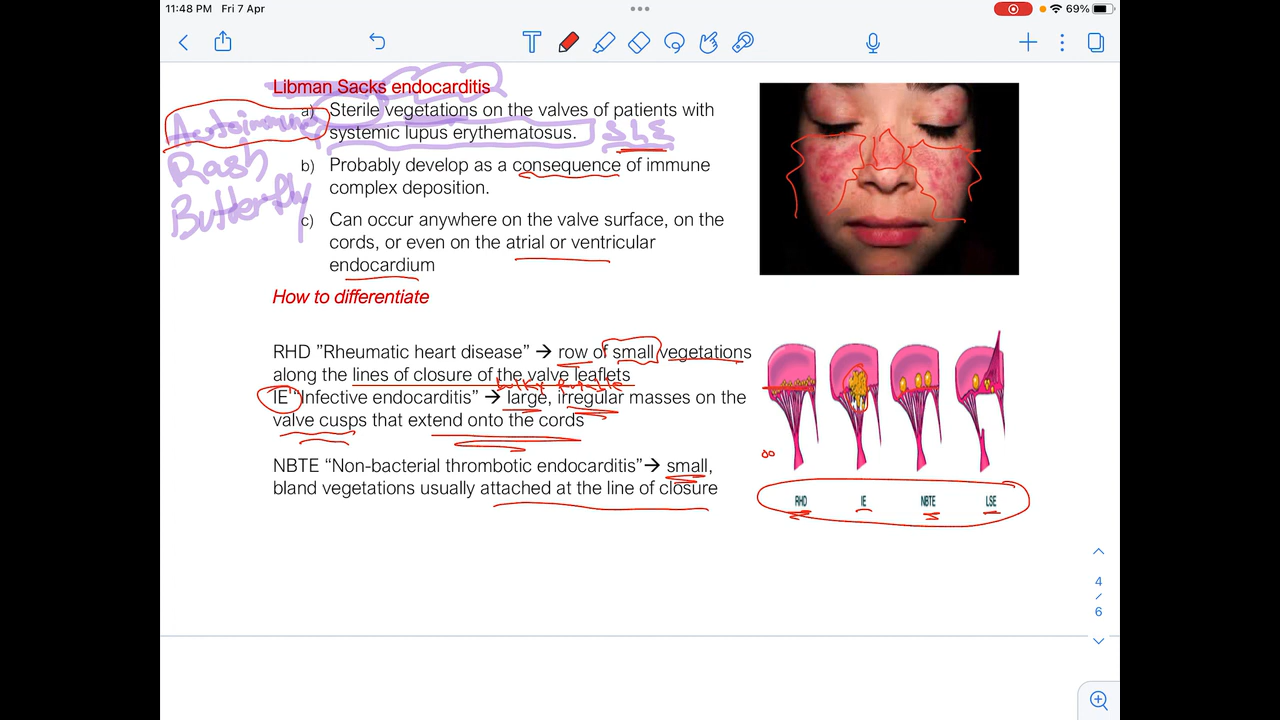 11:48 PM Fri 7 Apr
69%
Libman Sacks endocarditis
a) Sterile vegetations on the valves of patients with
systemic lupus erythematosus.
SLE
Autoimmune
Rash
Butterfly
b) Probably develop as a consequence of immune
complex deposition.
c) Can occur anywhere on the valve surface, on the
cords, or even on the atrial or ventricular
endocardium
How to differentiate
RHD ”Rheumatic heart disease” → row of small vegetations
along the lines of closure of the valve leaflets
bulky friable
IE “Infective endocarditis” → large, irregular masses on the
valve cusps that extend onto the cords
NBTE “Non-bacterial thrombotic endocarditis”→ small,
bland vegetations usually attached at the line of closure
RHD IE NBTE LSE
4
/
6